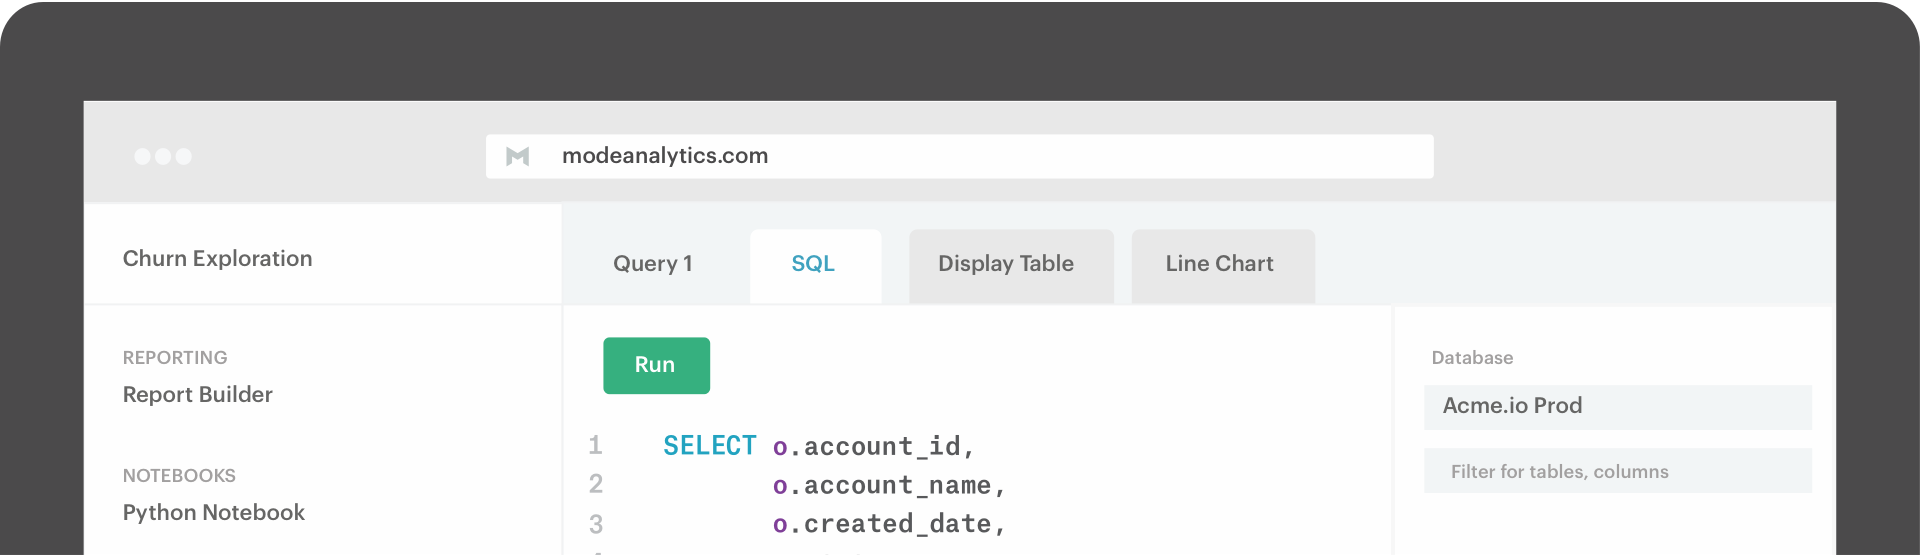 modeanalytics.com
Churn Exploration
Query 1
SQL
Display Table
Line Chart
REPORTING
Report Builder
NOTEBOOKS
Python Notebook
Run
1 SELECT o.account_id,
2 o.account_name,
3 o.created_date,
Database
Acme.io Prod
Filter for tables, columns